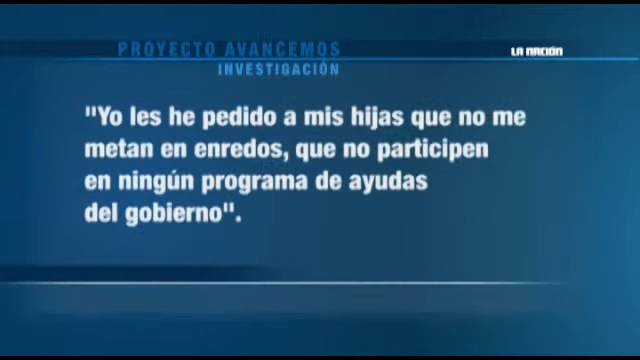 PROYECTO AVANCEMOS
LA NACIÓN
INVESTIGACIÓN
"Yo les he pedido a mis hijas que no me
metan en enredos, que no participen
en ningún programa de ayudas
del gobierno".